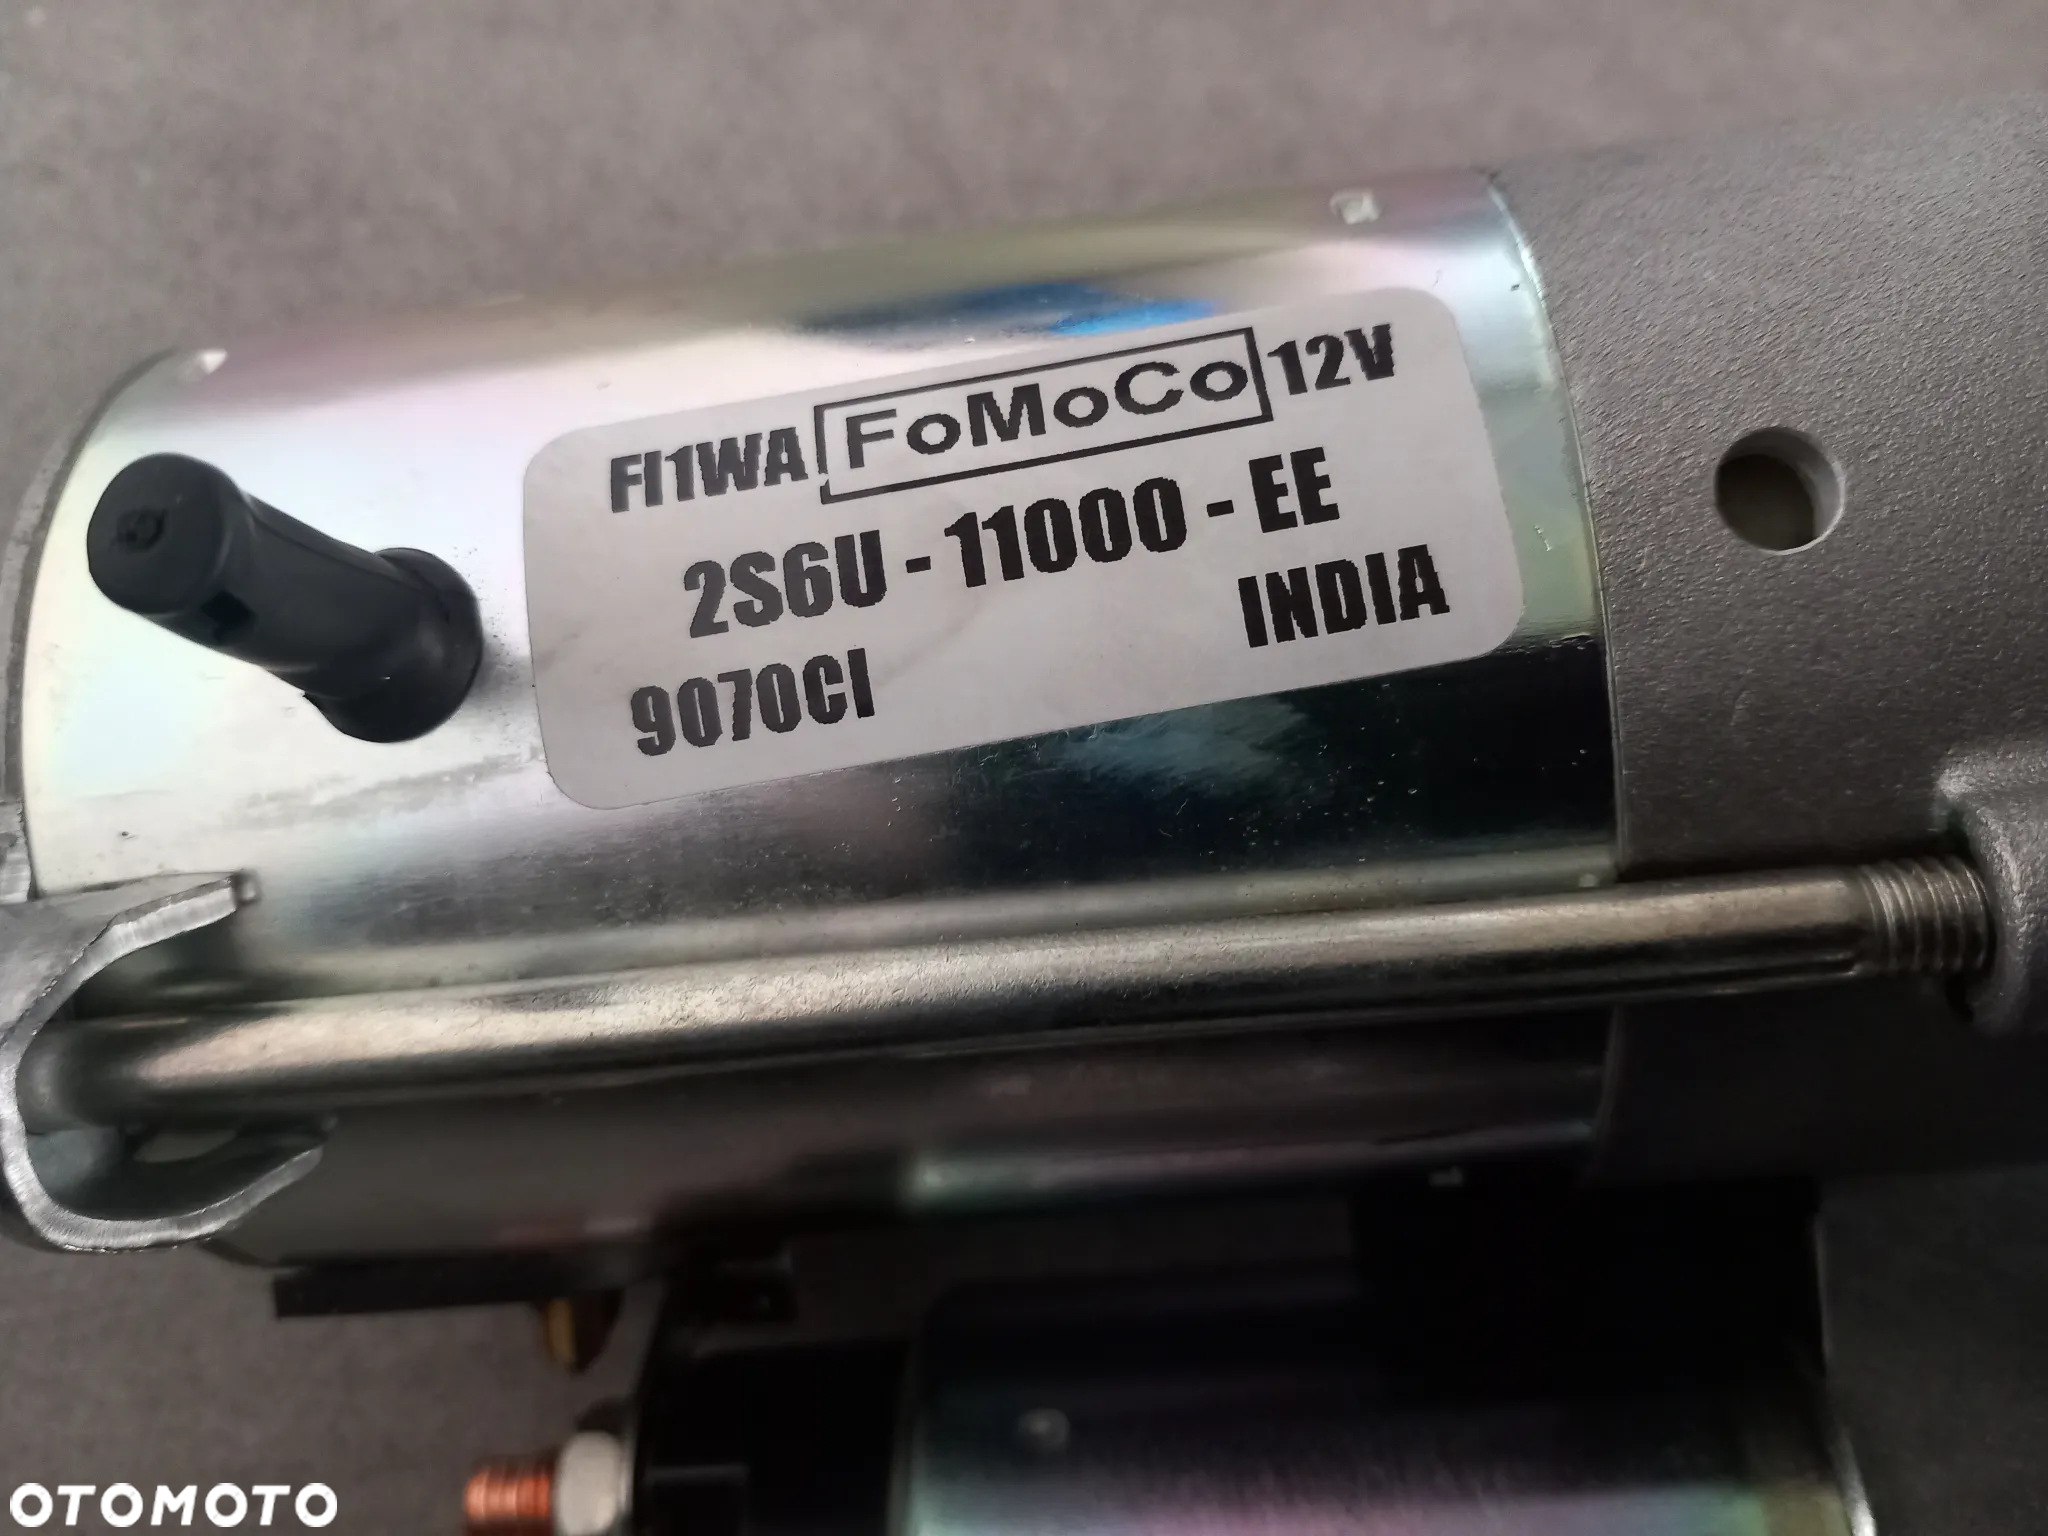 FI1WA FoMoCo 12V
2S6U - 11000 - EE
INDIA
9070CI
OTOMOTO